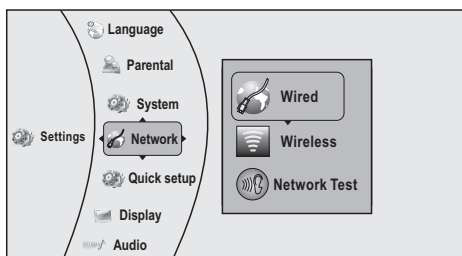 Language
Parental
System
Settings
Network
Quick setup
Display
Audio
Wired
Wireless
Network Test